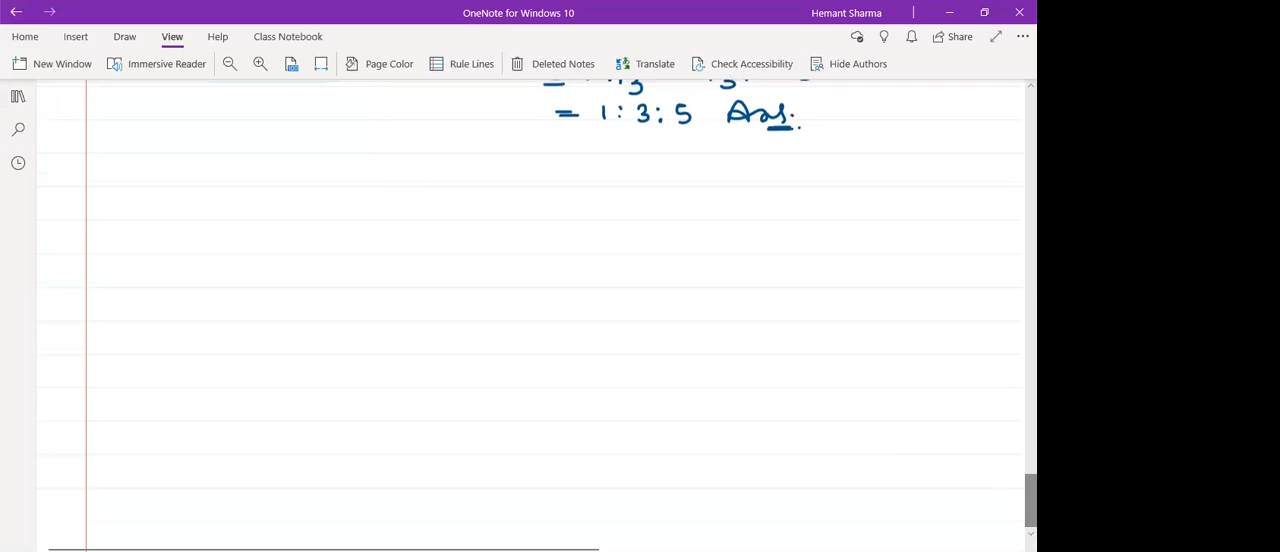 OneNote for Windows 10
Hemant Sharma
Home Insert Draw View Help Class Notebook Share
New Window Immersive Reader Page Color Rule Lines Deleted Notes Translate Check Accessibility Hide Authors
= 1 : 3 : 5 Ans.